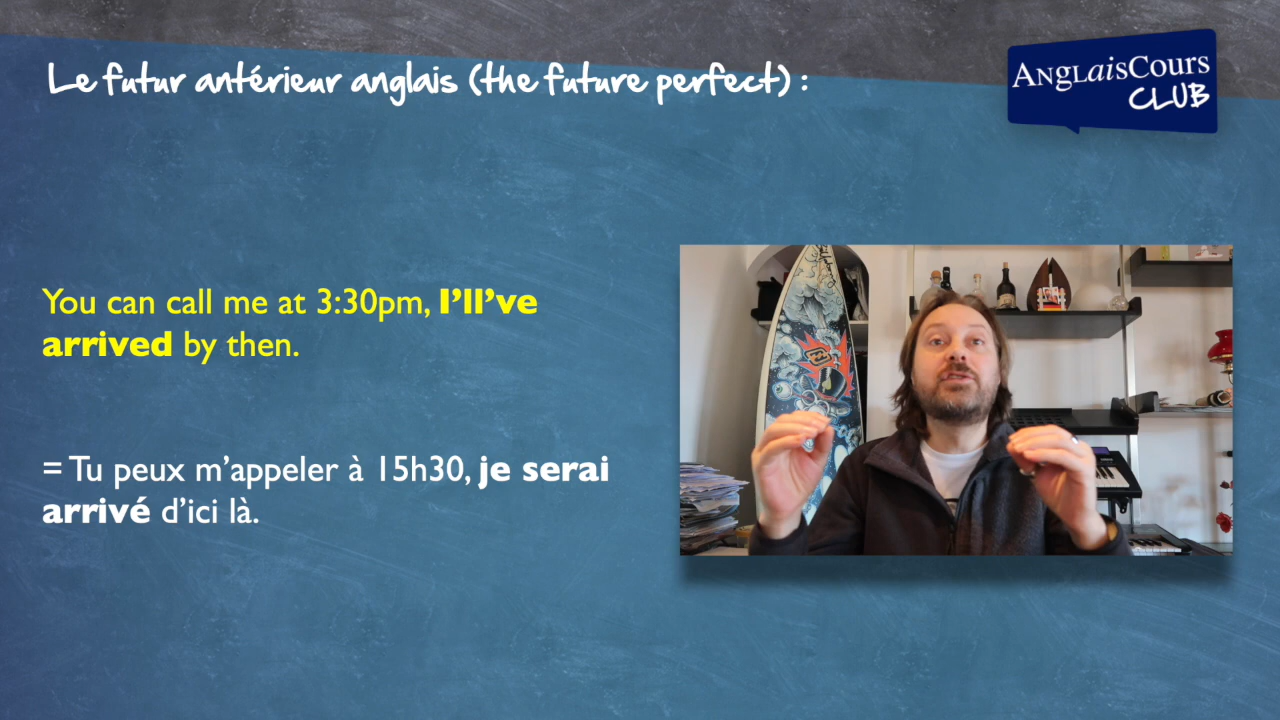 Le futur antérieur anglais (the future perfect) :
AnglaisCours
CLUB
You can call me at 3:30pm, I’ll’ve
arrived by then.
= Tu peux m’appeler à 15h30, je serai
arrivé d’ici là.